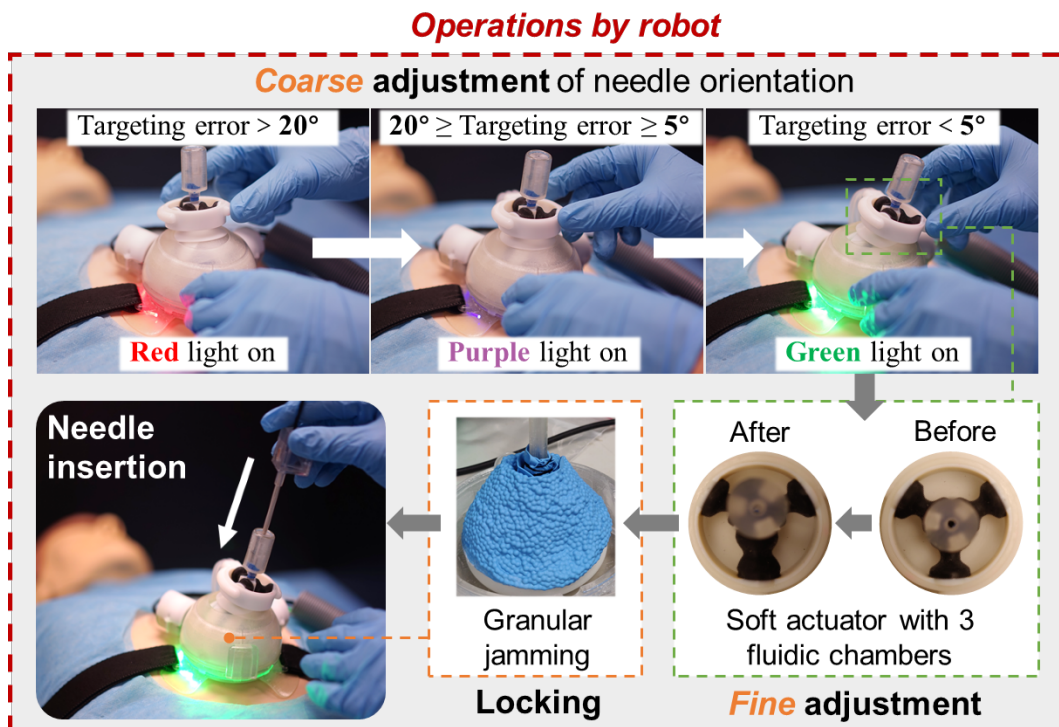 Operations by robot
Coarse adjustment of needle orientation
Targeting error > 20°
20° ≥ Targeting error ≥ 5°
Targeting error < 5°
Red light on
Purple light on
Green light on
Needle
insertion
Granular
jamming
Locking
After
Before
Soft actuator with 3
fluidic chambers
Fine adjustment